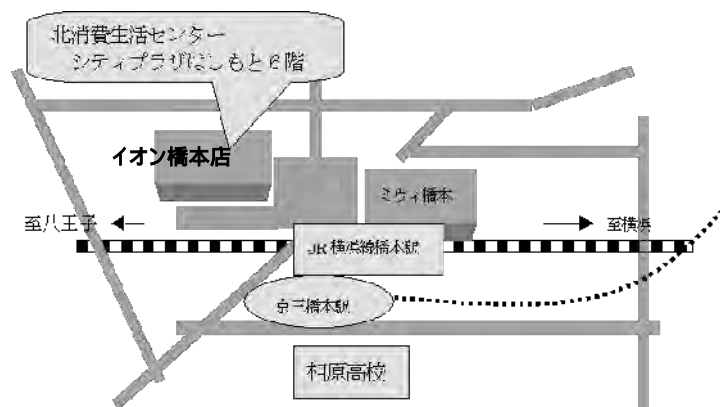 北消費生活センター
シティプラザはしもと６階
イオン橋本店
ミウィ橋本
至八王子
至横浜
JR横浜線橋本駅
京王橋本駅
相原高校